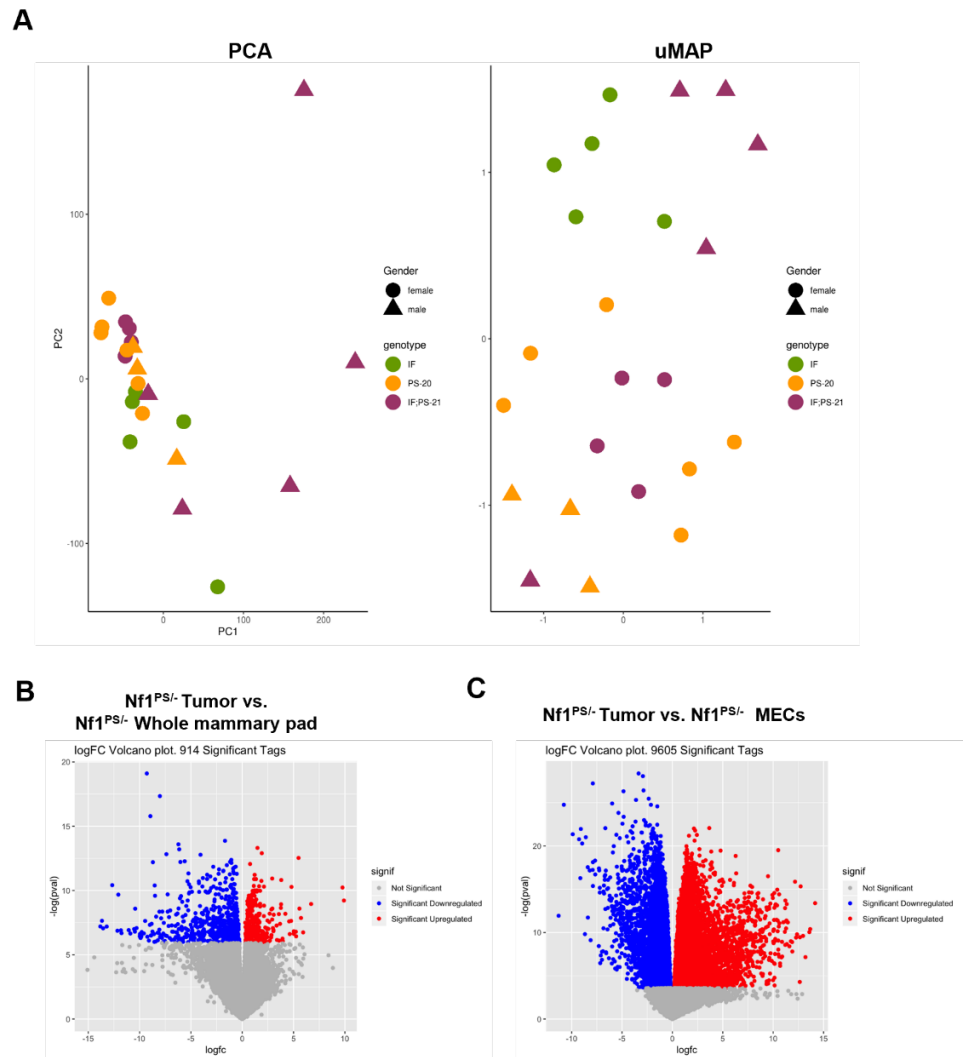 A
PCA
uMAP
100
0
-100
PC2
0
100
200
PC1
Gender
female
male
genotype
IF
PS-20
IF;PS-21
1
0
-1
-1
0
1
Gender
female
male
genotype
IF
PS-20
IF;PS-21
B
Nf1PS/- Tumor vs.
Nf1PS/- Whole mammary pad
logFC Volcano plot. 914 Significant Tags
20
15
10
5
0
-log(pval)
-15
-10
-5
0
5
10
logfc
signif
Not Significant
Significant Downregulated
Significant Upregulated
C
Nf1PS/- Tumor vs. Nf1PS/- MECs
logFC Volcano plot. 9605 Significant Tags
20
10
0
-log(pval)
-10
-5
0
5
10
15
logfc
signif
Not Significant
Significant Downregulated
Significant Upregulated